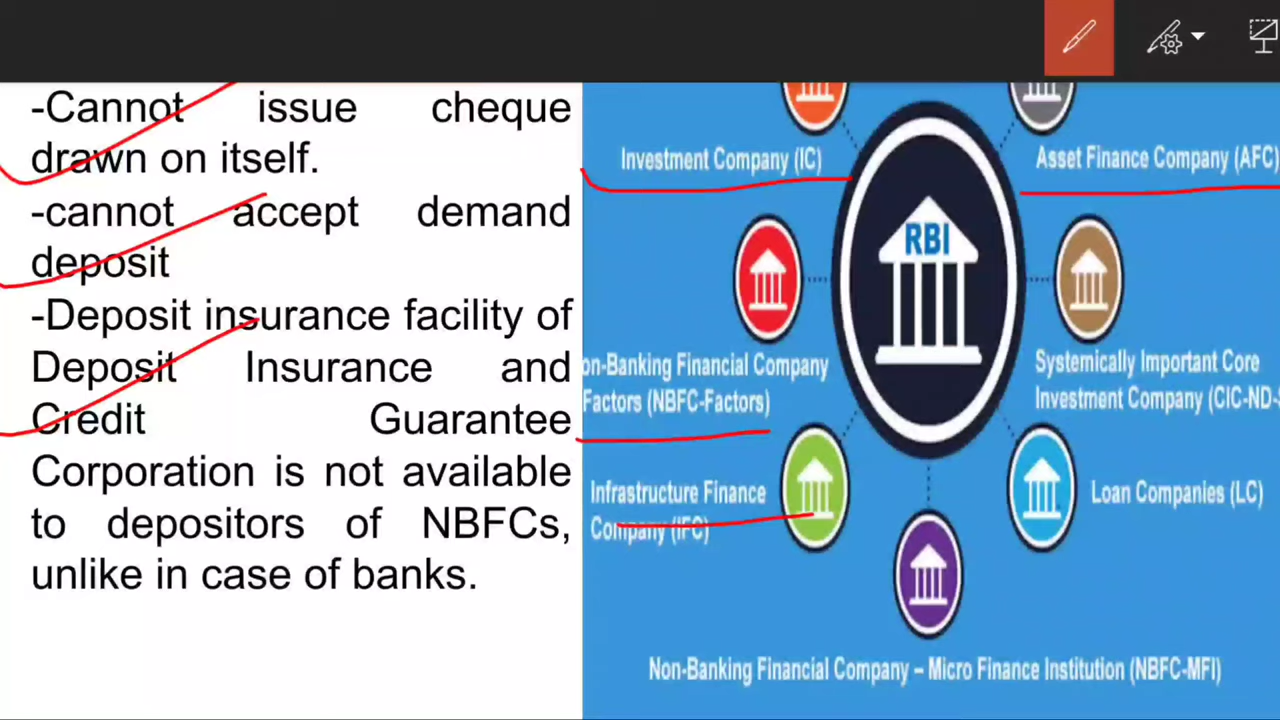 -Cannot issue cheque
drawn on itself.
-cannot accept demand
deposit
-Deposit insurance facility of
Deposit Insurance and
Credit Guarantee
Corporation is not available
to depositors of NBFCs,
unlike in case of banks.
Investment Company (IC)
Asset Finance Company (AFC)
RBI
on-Banking Financial Company
Factors (NBFC-Factors)
Systemically Important Core
Investment Company (CIC-ND-
Infrastructure Finance
Company (IFC)
Loan Companies (LC)
Non-Banking Financial Company – Micro Finance Institution (NBFC-MFI)